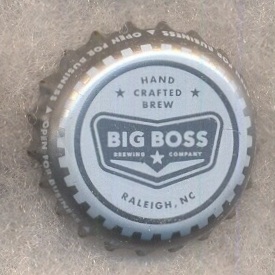 HAND
★ CRAFTED ★
BREW
BIG BOSS
BREWING ★ COMPANY
RALEIGH, NC
OPEN FOR BUSINESS ★ OPEN FOR BUSINESS